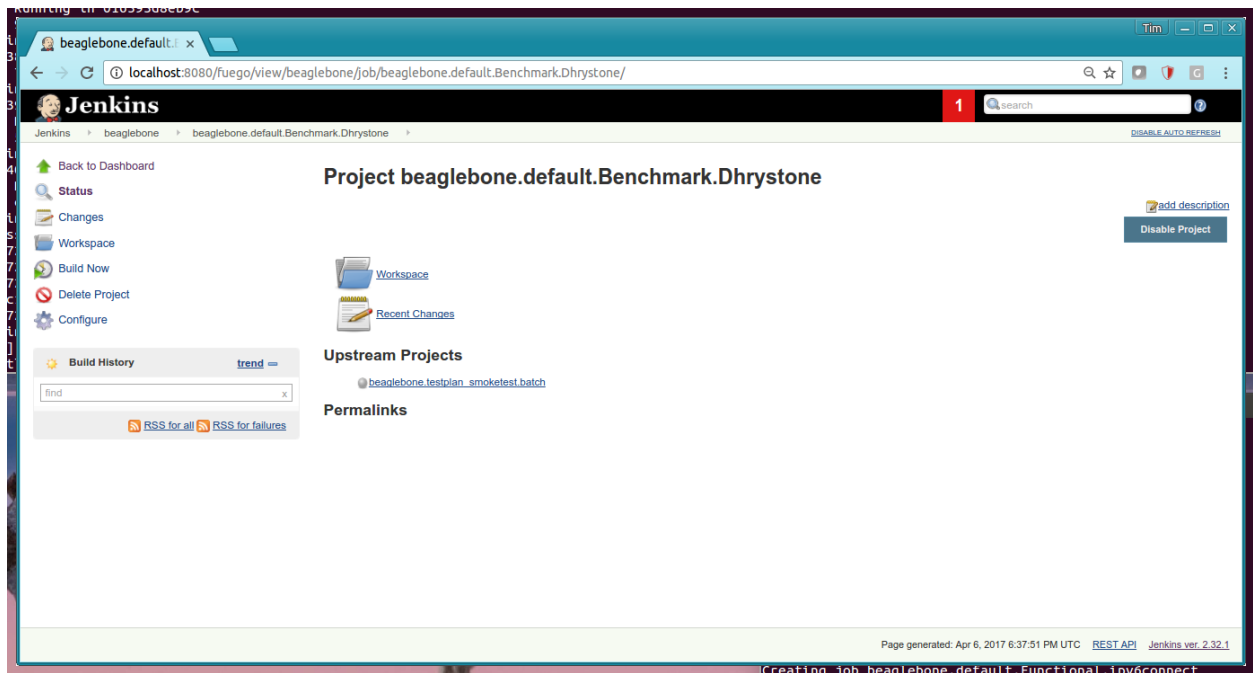 Tim
beaglebone.default.
localhost:8080/fuego/view/beaglebone/job/beaglebone.default.Benchmark.Dhrystone/
Jenkins
1
search
Jenkins beaglebone beaglebone.default.Benchmark.Dhrystone
DISABLE AUTO REFRESH
Back to Dashboard
Status
Changes
Workspace
Build Now
Delete Project
Configure
Build History trend
find x
RSS for all RSS for failures
Project beaglebone.default.Benchmark.Dhrystone
add description
Disable Project
Workspace
Recent Changes
Upstream Projects
beaglebone.testplan_smoketest.batch
Permalinks
Page generated: Apr 6, 2017 6:37:51 PM UTC REST API Jenkins ver. 2.32.1
Creating job beaglebone.default.Functional.ipv6connect